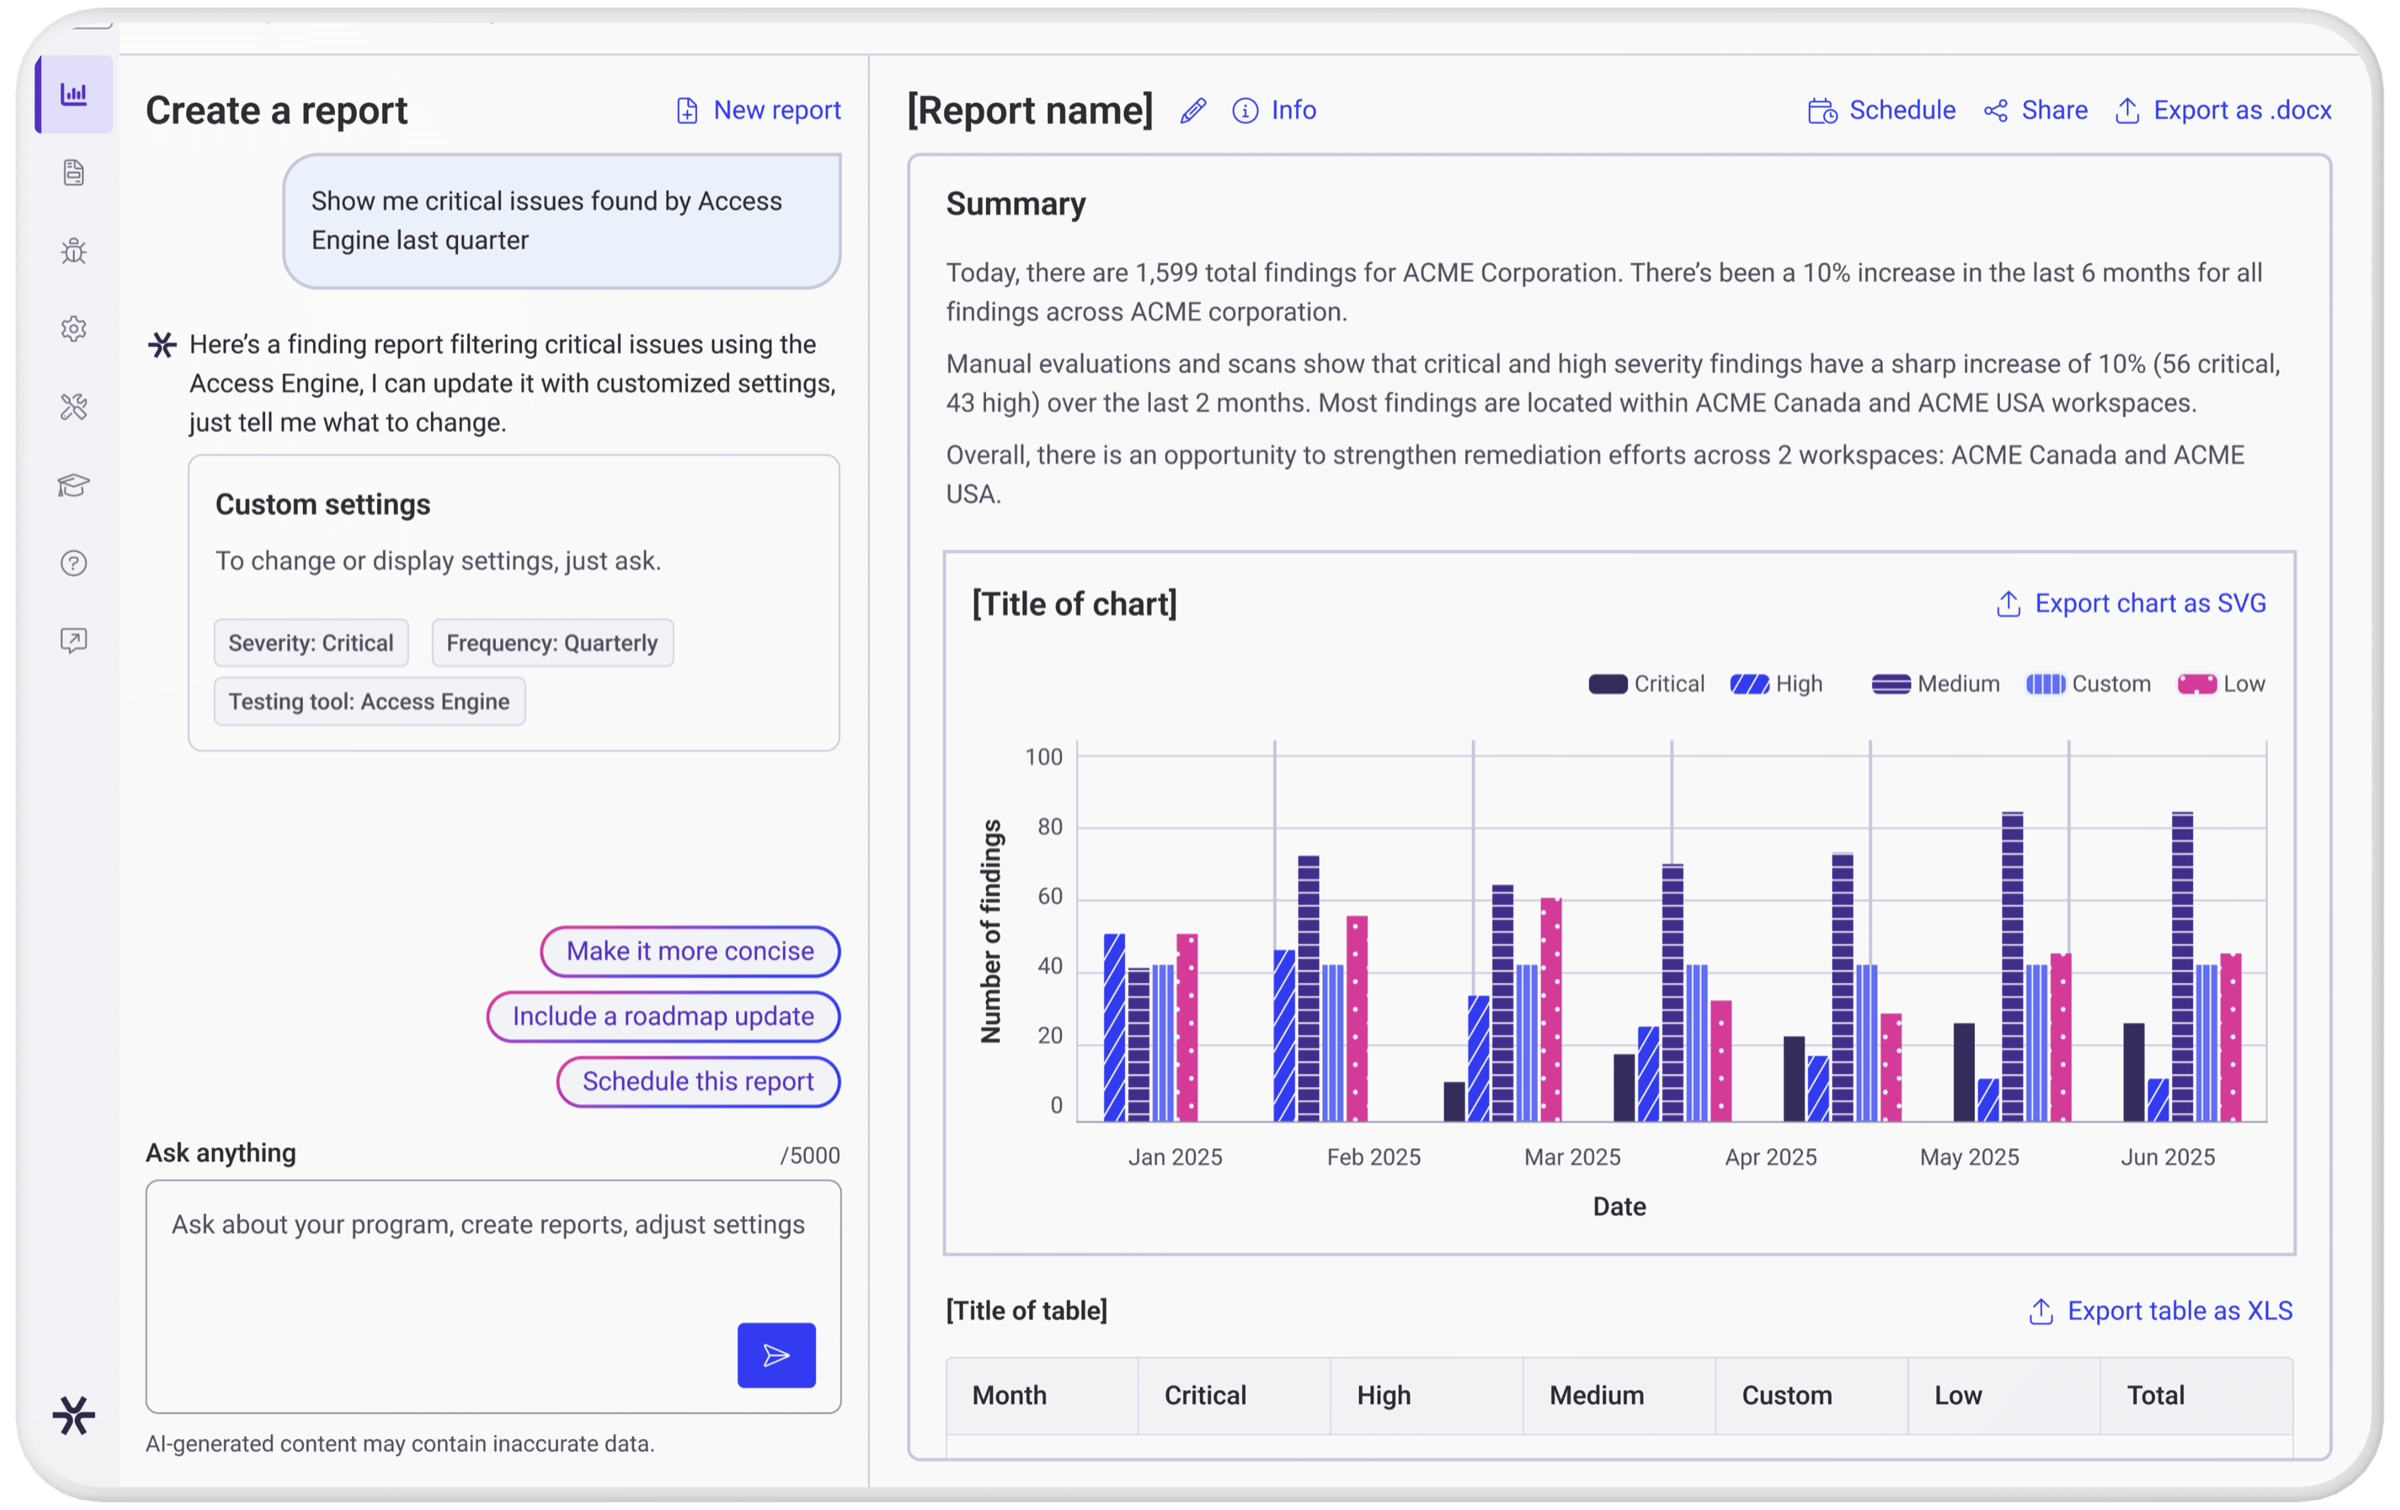 Create a report
New report
Show me critical issues found by Access
Engine last quarter
Here’s a finding report filtering critical issues using the
Access Engine, I can update it with customized settings,
just tell me what to change.
Custom settings
To change or display settings, just ask.
Severity: Critical
Frequency: Quarterly
Testing tool: Access Engine
Make it more concise
Include a roadmap update
Schedule this report
Ask anything
/5000
Ask about your program, create reports, adjust settings
AI-generated content may contain inaccurate data.
[Report name]
Info
Schedule
Share
Export as .docx
Summary
Today, there are 1,599 total findings for ACME Corporation. There’s been a 10% increase in the last 6 months for all
findings across ACME corporation.
Manual evaluations and scans show that critical and high severity findings have a sharp increase of 10% (56 critical,
43 high) over the last 2 months. Most findings are located within ACME Canada and ACME USA workspaces.
Overall, there is an opportunity to strengthen remediation efforts across 2 workspaces: ACME Canada and ACME
USA.
[Title of chart]
Export chart as SVG
Critical
High
Medium
Custom
Low
Number of findings
100
80
60
40
20
0
Jan 2025
Feb 2025
Mar 2025
Apr 2025
May 2025
Jun 2025
Date
[Title of table]
Export table as XLS
Month
Critical
High
Medium
Custom
Low
Total